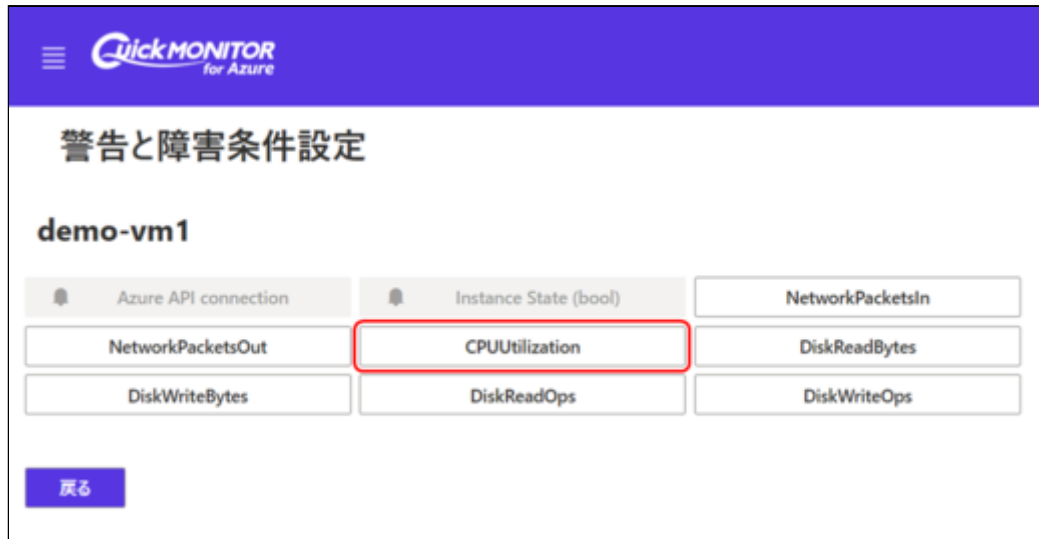 QuickMONITOR
for Azure
警告と障害条件設定
demo-vm1
Azure API connection
Instance State (bool)
NetworkPacketsIn
NetworkPacketsOut
CPUUtilization
DiskReadBytes
DiskWriteBytes
DiskReadOps
DiskWriteOps
戻る